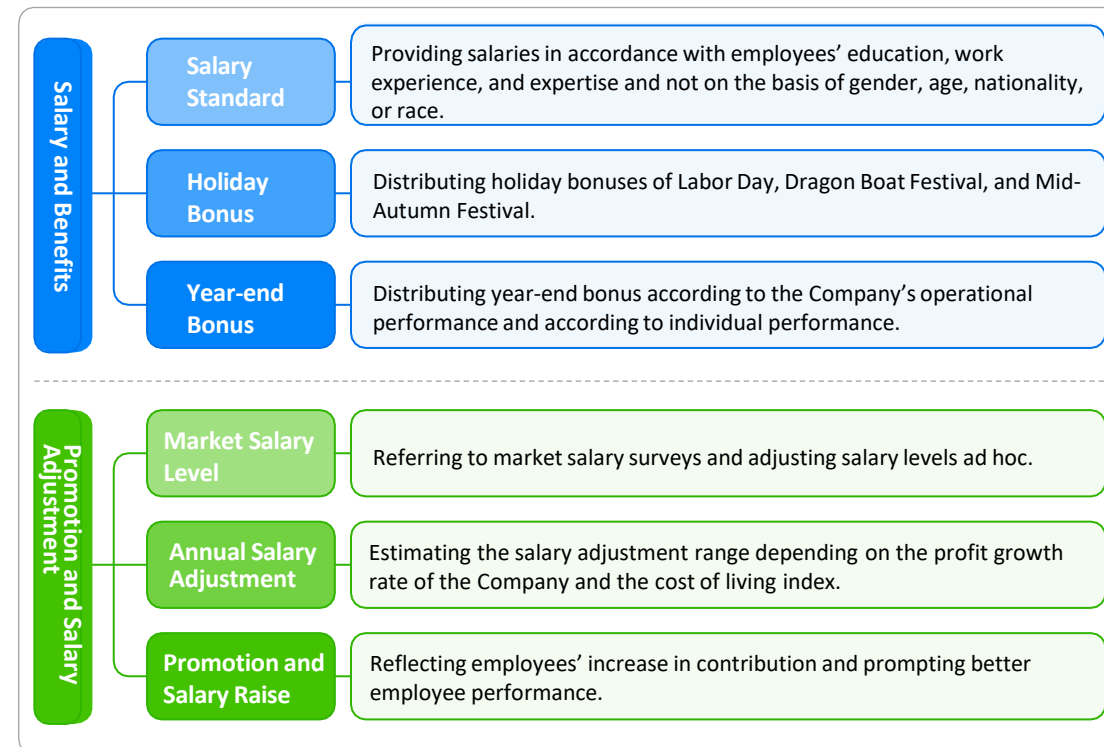 Salary and Benefits
Salary
Standard
Providing salaries in accordance with employees’ education, work
experience, and expertise and not on the basis of gender, age, nationality,
or race.
Holiday
Bonus
Distributing holiday bonuses of Labor Day, Dragon Boat Festival, and Mid-
Autumn Festival.
Year-end
Bonus
Distributing year-end bonus according to the Company’s operational
performance and according to individual performance.
Promotion and Salary
Adjustment
Market Salary
Level
Referring to market salary surveys and adjusting salary levels ad hoc.
Annual Salary
Adjustment
Estimating the salary adjustment range depending on the profit growth
rate of the Company and the cost of living index.
Promotion and
Salary Raise
Reflecting employees’ increase in contribution and prompting better
employee performance.